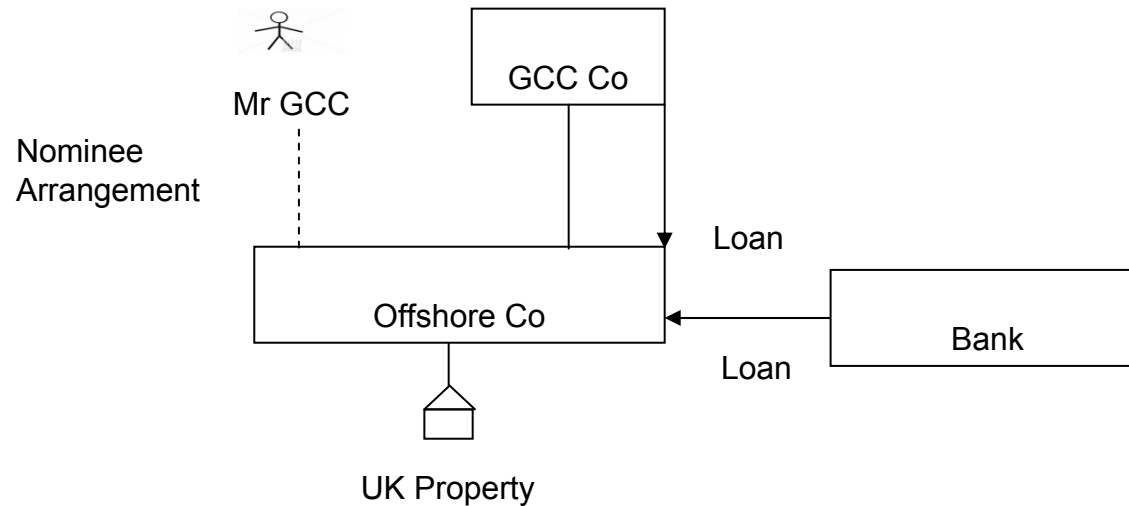 GCC Co
Mr GCC
Nominee
Arrangement
Loan
Offshore Co
Bank
Loan
UK Property